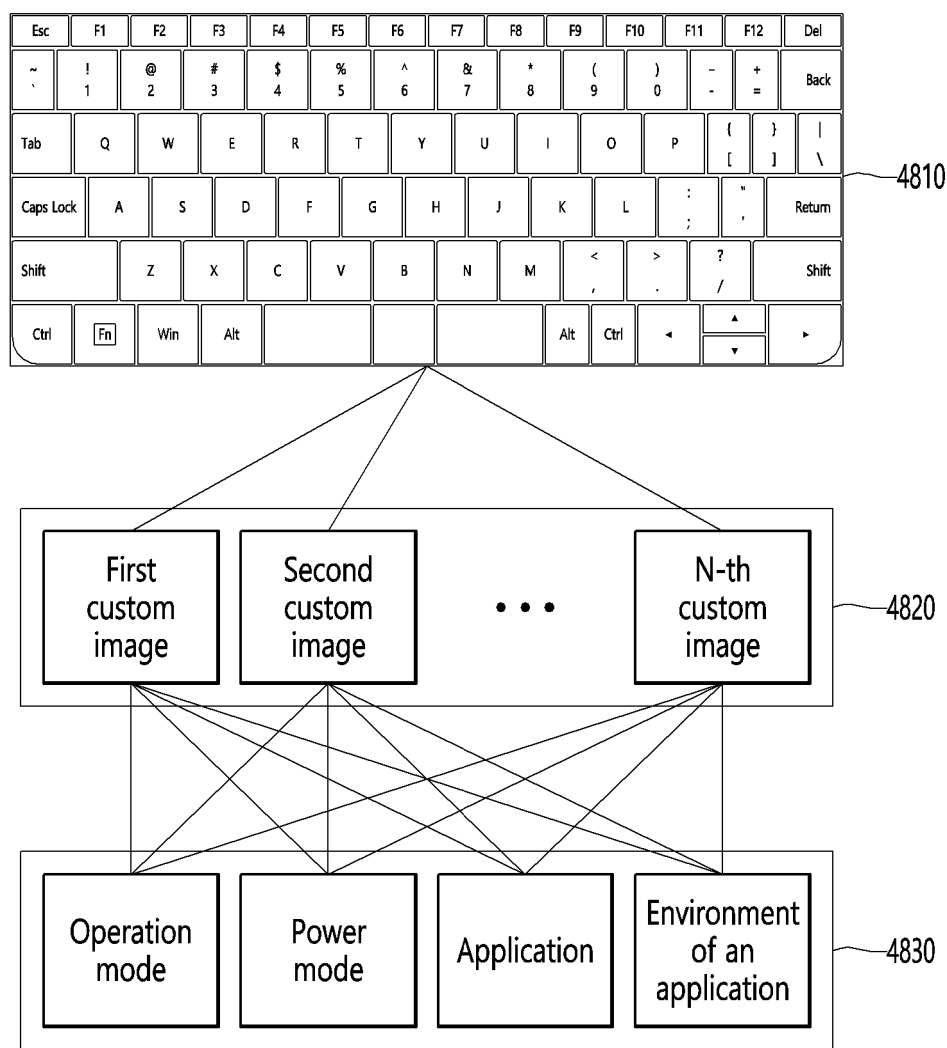 Esc F1 F2 F3 F4 F5 F6 F7 F8 F9 F10 F11 F12 Del
~ ! @ # $ % ^ & * ( ) – +
` 1 2 3 4 5 6 7 8 9 0 - = Back
Tab Q W E R T Y U I O P { } |
[ ] \
4810
Caps Lock A S D F G H J K L : " Return
; '
Shift Z X C V B N M < > ? Shift
, . /
Ctrl Fn Win Alt Alt Ctrl ◂ ▴ ▸
▾
First
custom
image
Second
custom
image
• • •
N-th
custom
image
4820
Operation
mode
Power
mode
Application
Environment
of an
application
4830